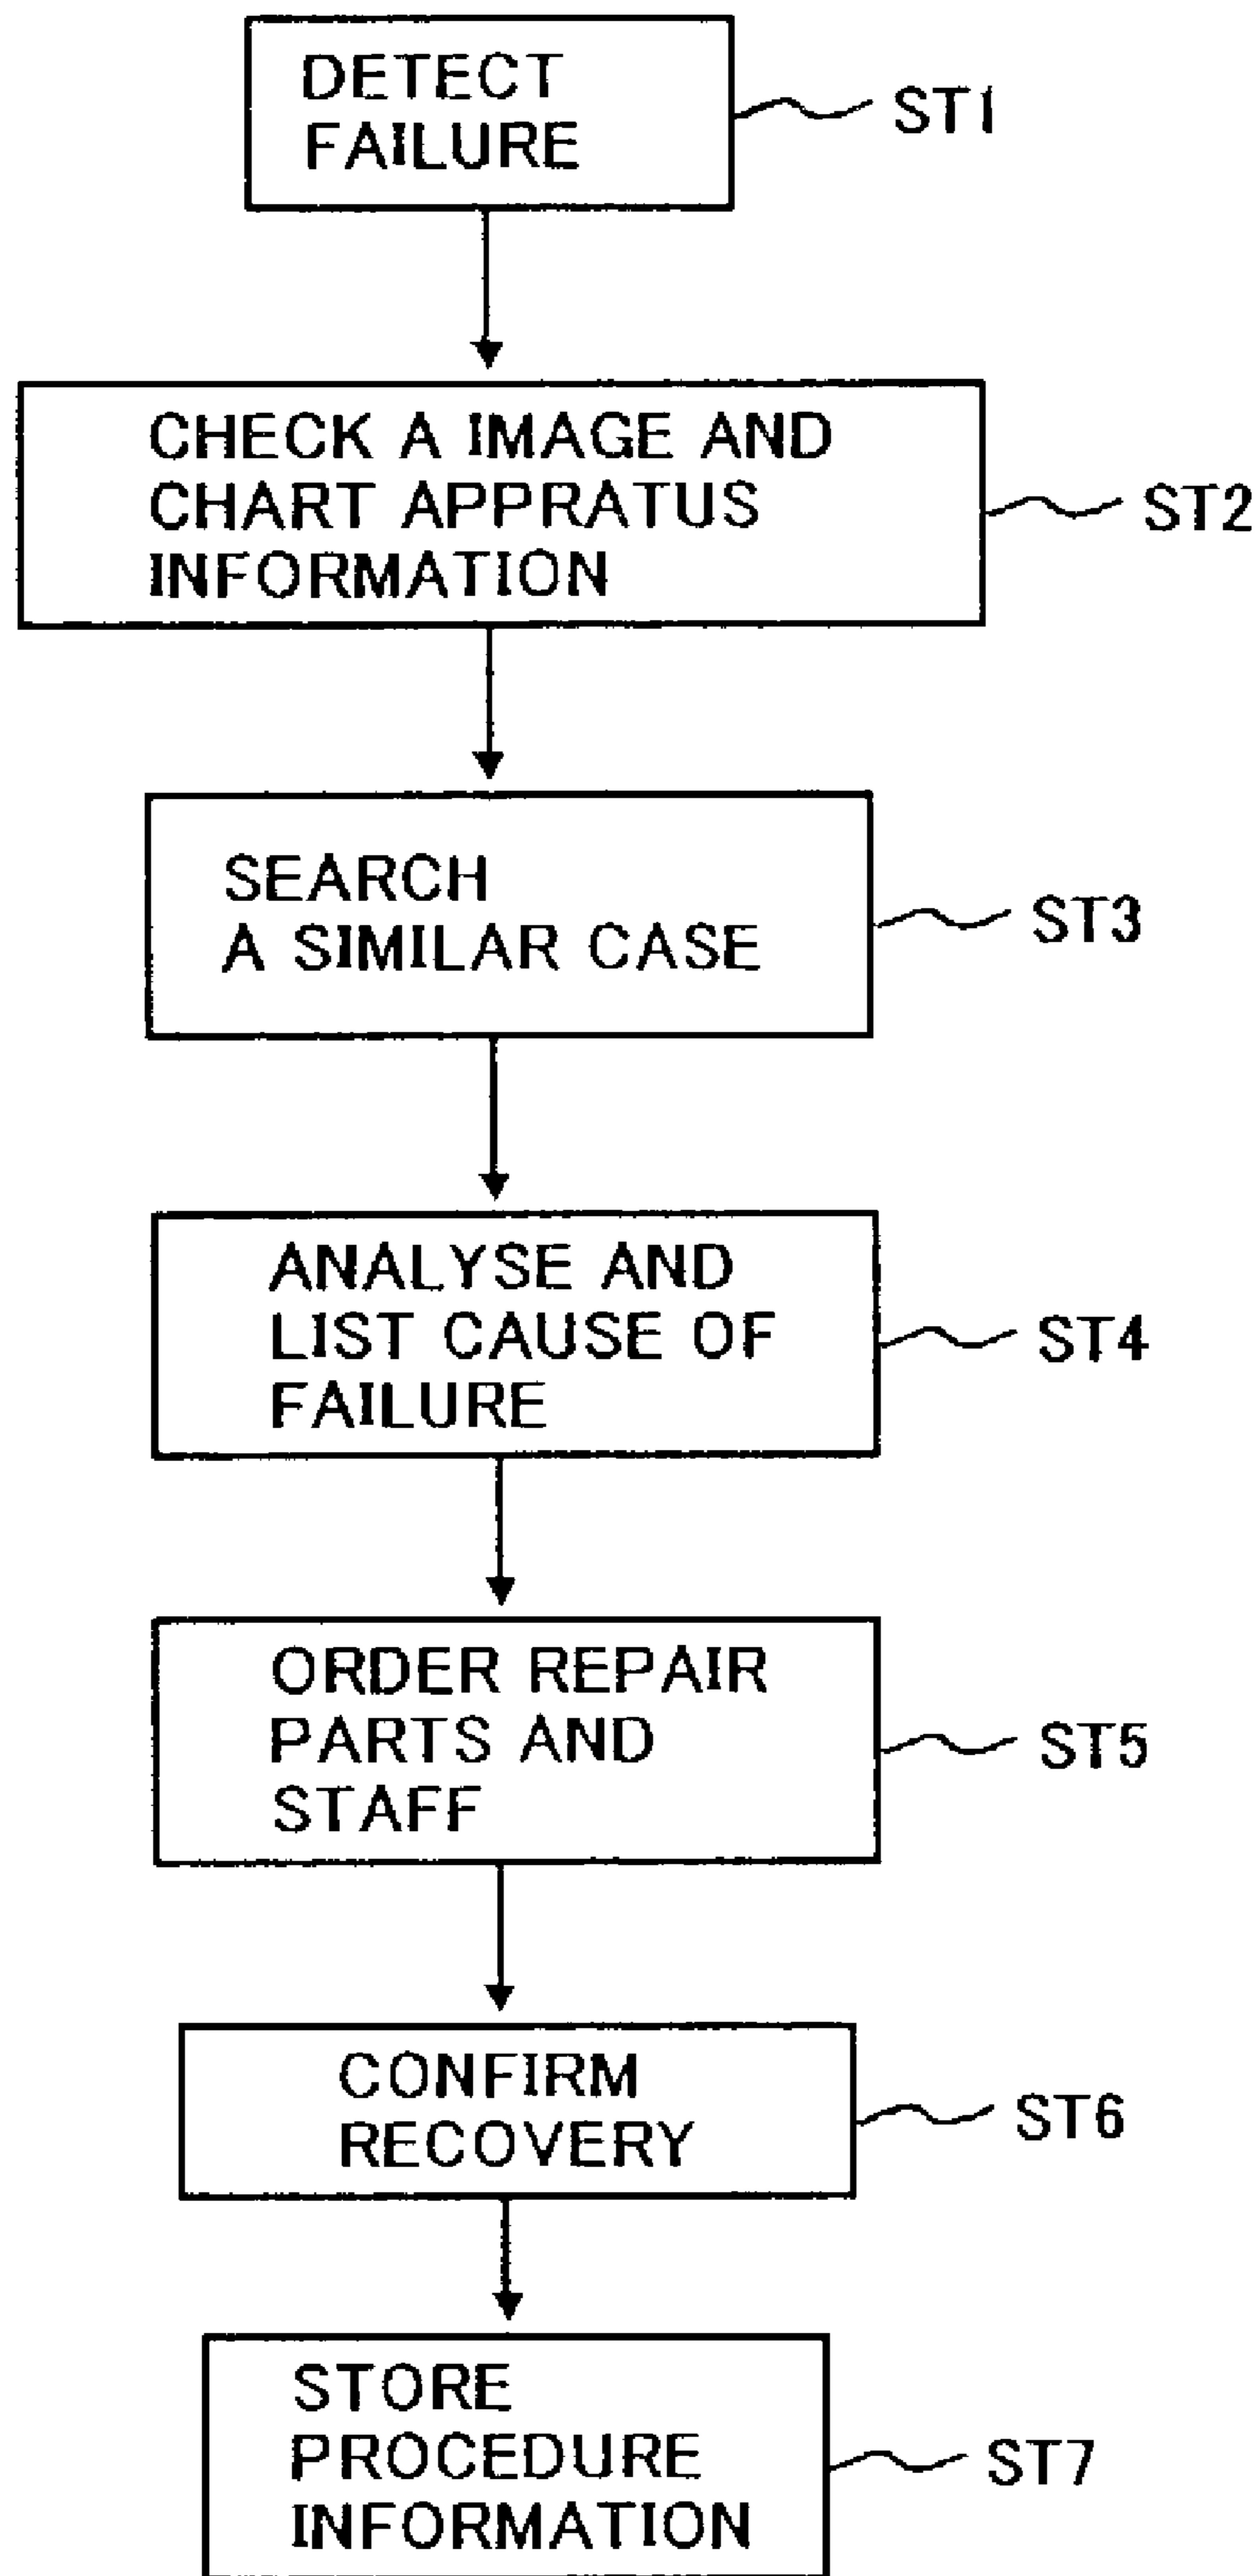 DETECT
FAILURE
ST1
CHECK A IMAGE AND
CHART APPRATUS
INFORMATION
ST2
SEARCH
A SIMILAR CASE
ST3
ANALYSE AND
LIST CAUSE OF
FAILURE
ST4
ORDER REPAIR
PARTS AND
STAFF
ST5
CONFIRM
RECOVERY
ST6
STORE
PROCEDURE
INFORMATION
ST7